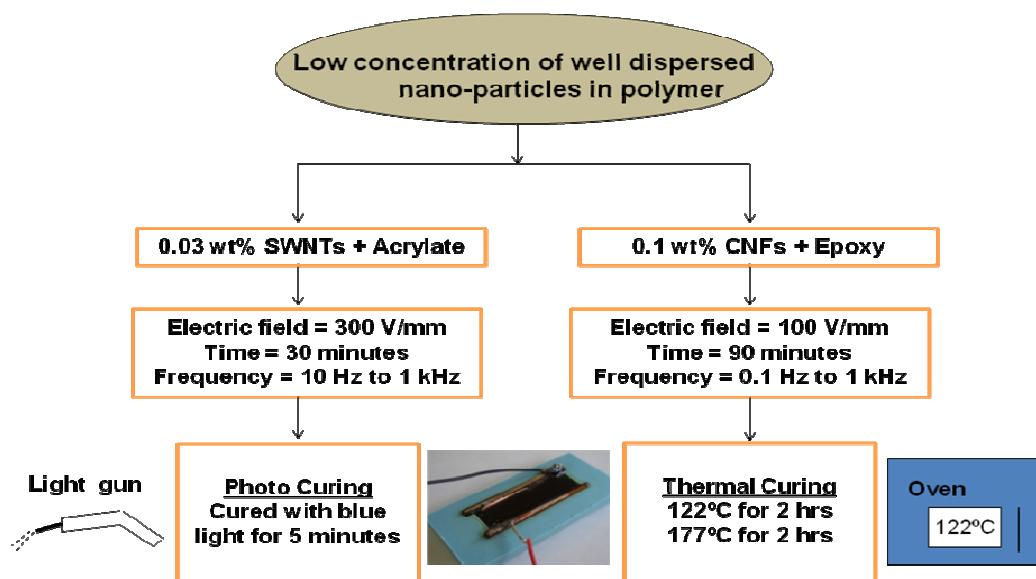 Low concentration of well dispersed
nano-particles in polymer
0.03 wt% SWNTs + Acrylate
0.1 wt% CNFs + Epoxy
Electric field = 300 V/mm
Time = 30 minutes
Frequency = 10 Hz to 1 kHz
Electric field = 100 V/mm
Time = 90 minutes
Frequency = 0.1 Hz to 1 kHz
Light gun
Photo Curing
Cured with blue
light for 5 minutes
Thermal Curing
122ºC for 2 hrs
177ºC for 2 hrs
Oven
122ºC